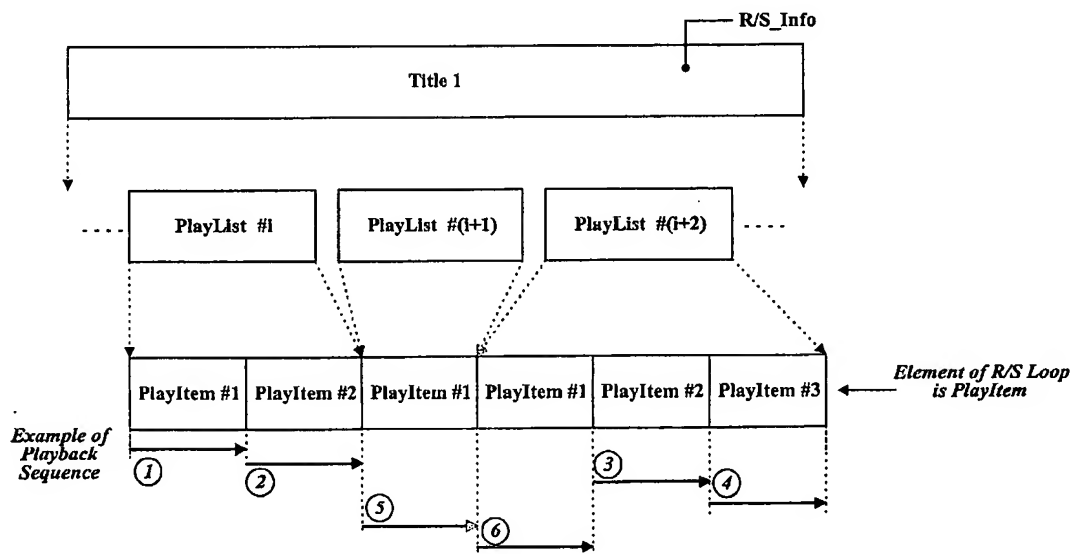 R/S_Info
Title 1
PlayList #i
PlayList #(i+1)
PlayList #(i+2)
PlayItem #1
PlayItem #2
PlayItem #1
PlayItem #1
PlayItem #2
PlayItem #3
Element of R/S Loop
is PlayItem
Example of
Playback
Sequence
1
2
3
4
5
6